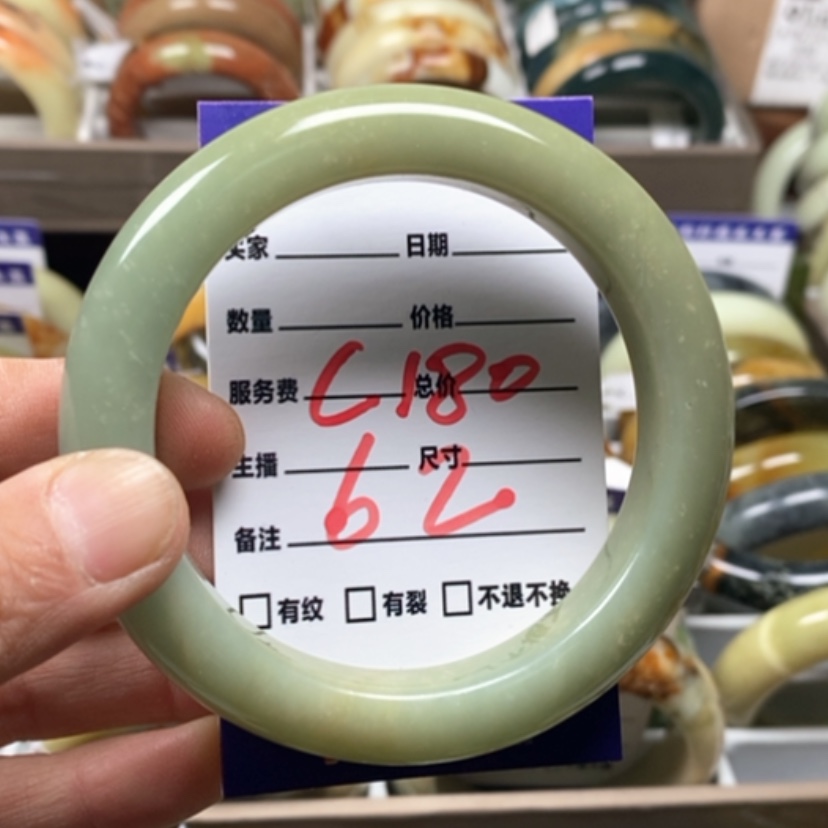 买家 日期
数量 价格
服务费 C180 总价
主播 62 尺寸
备注
有纹 有裂 不退不换